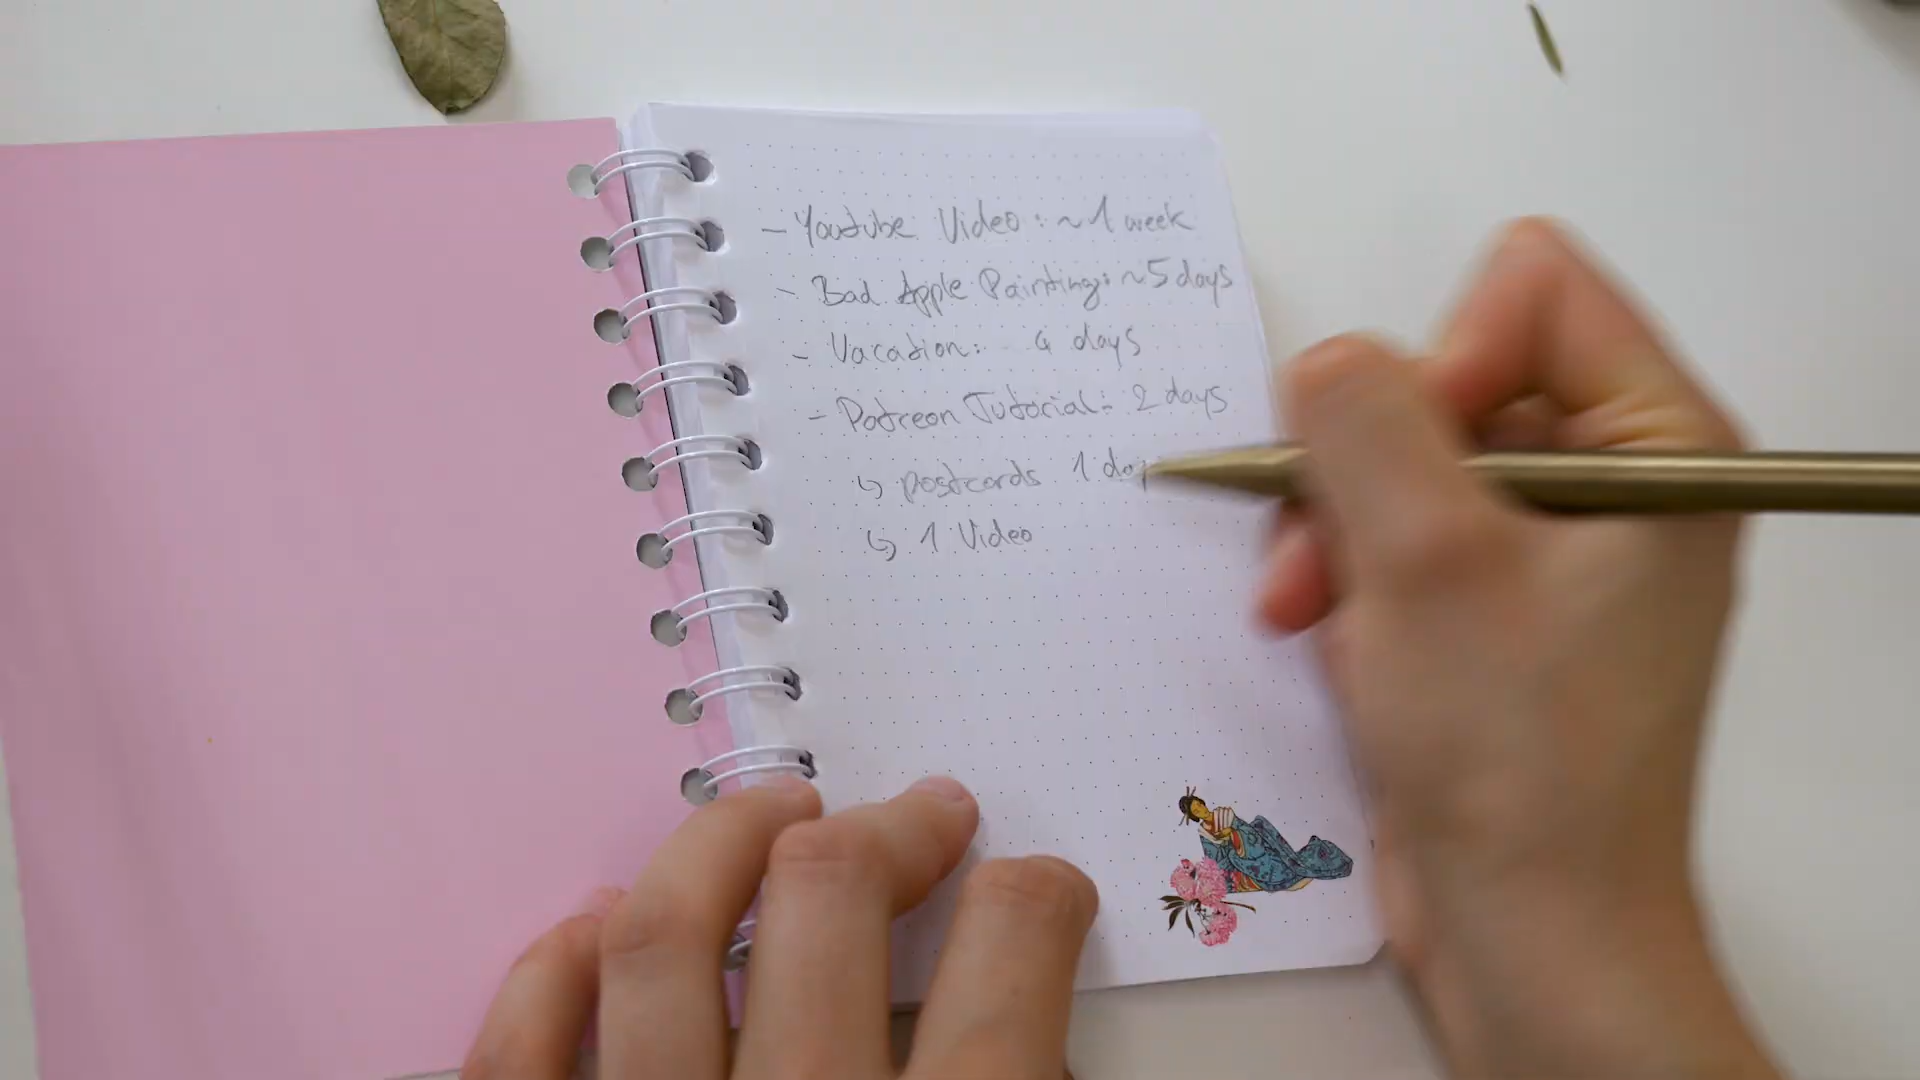 - Youtube Video: ~1 week
- Bad Apple Painting: ~5 days
- Vacation: 4 days
- Patreon Tutorial: 2 days
↳ postcards 1 day
↳ 1 Video